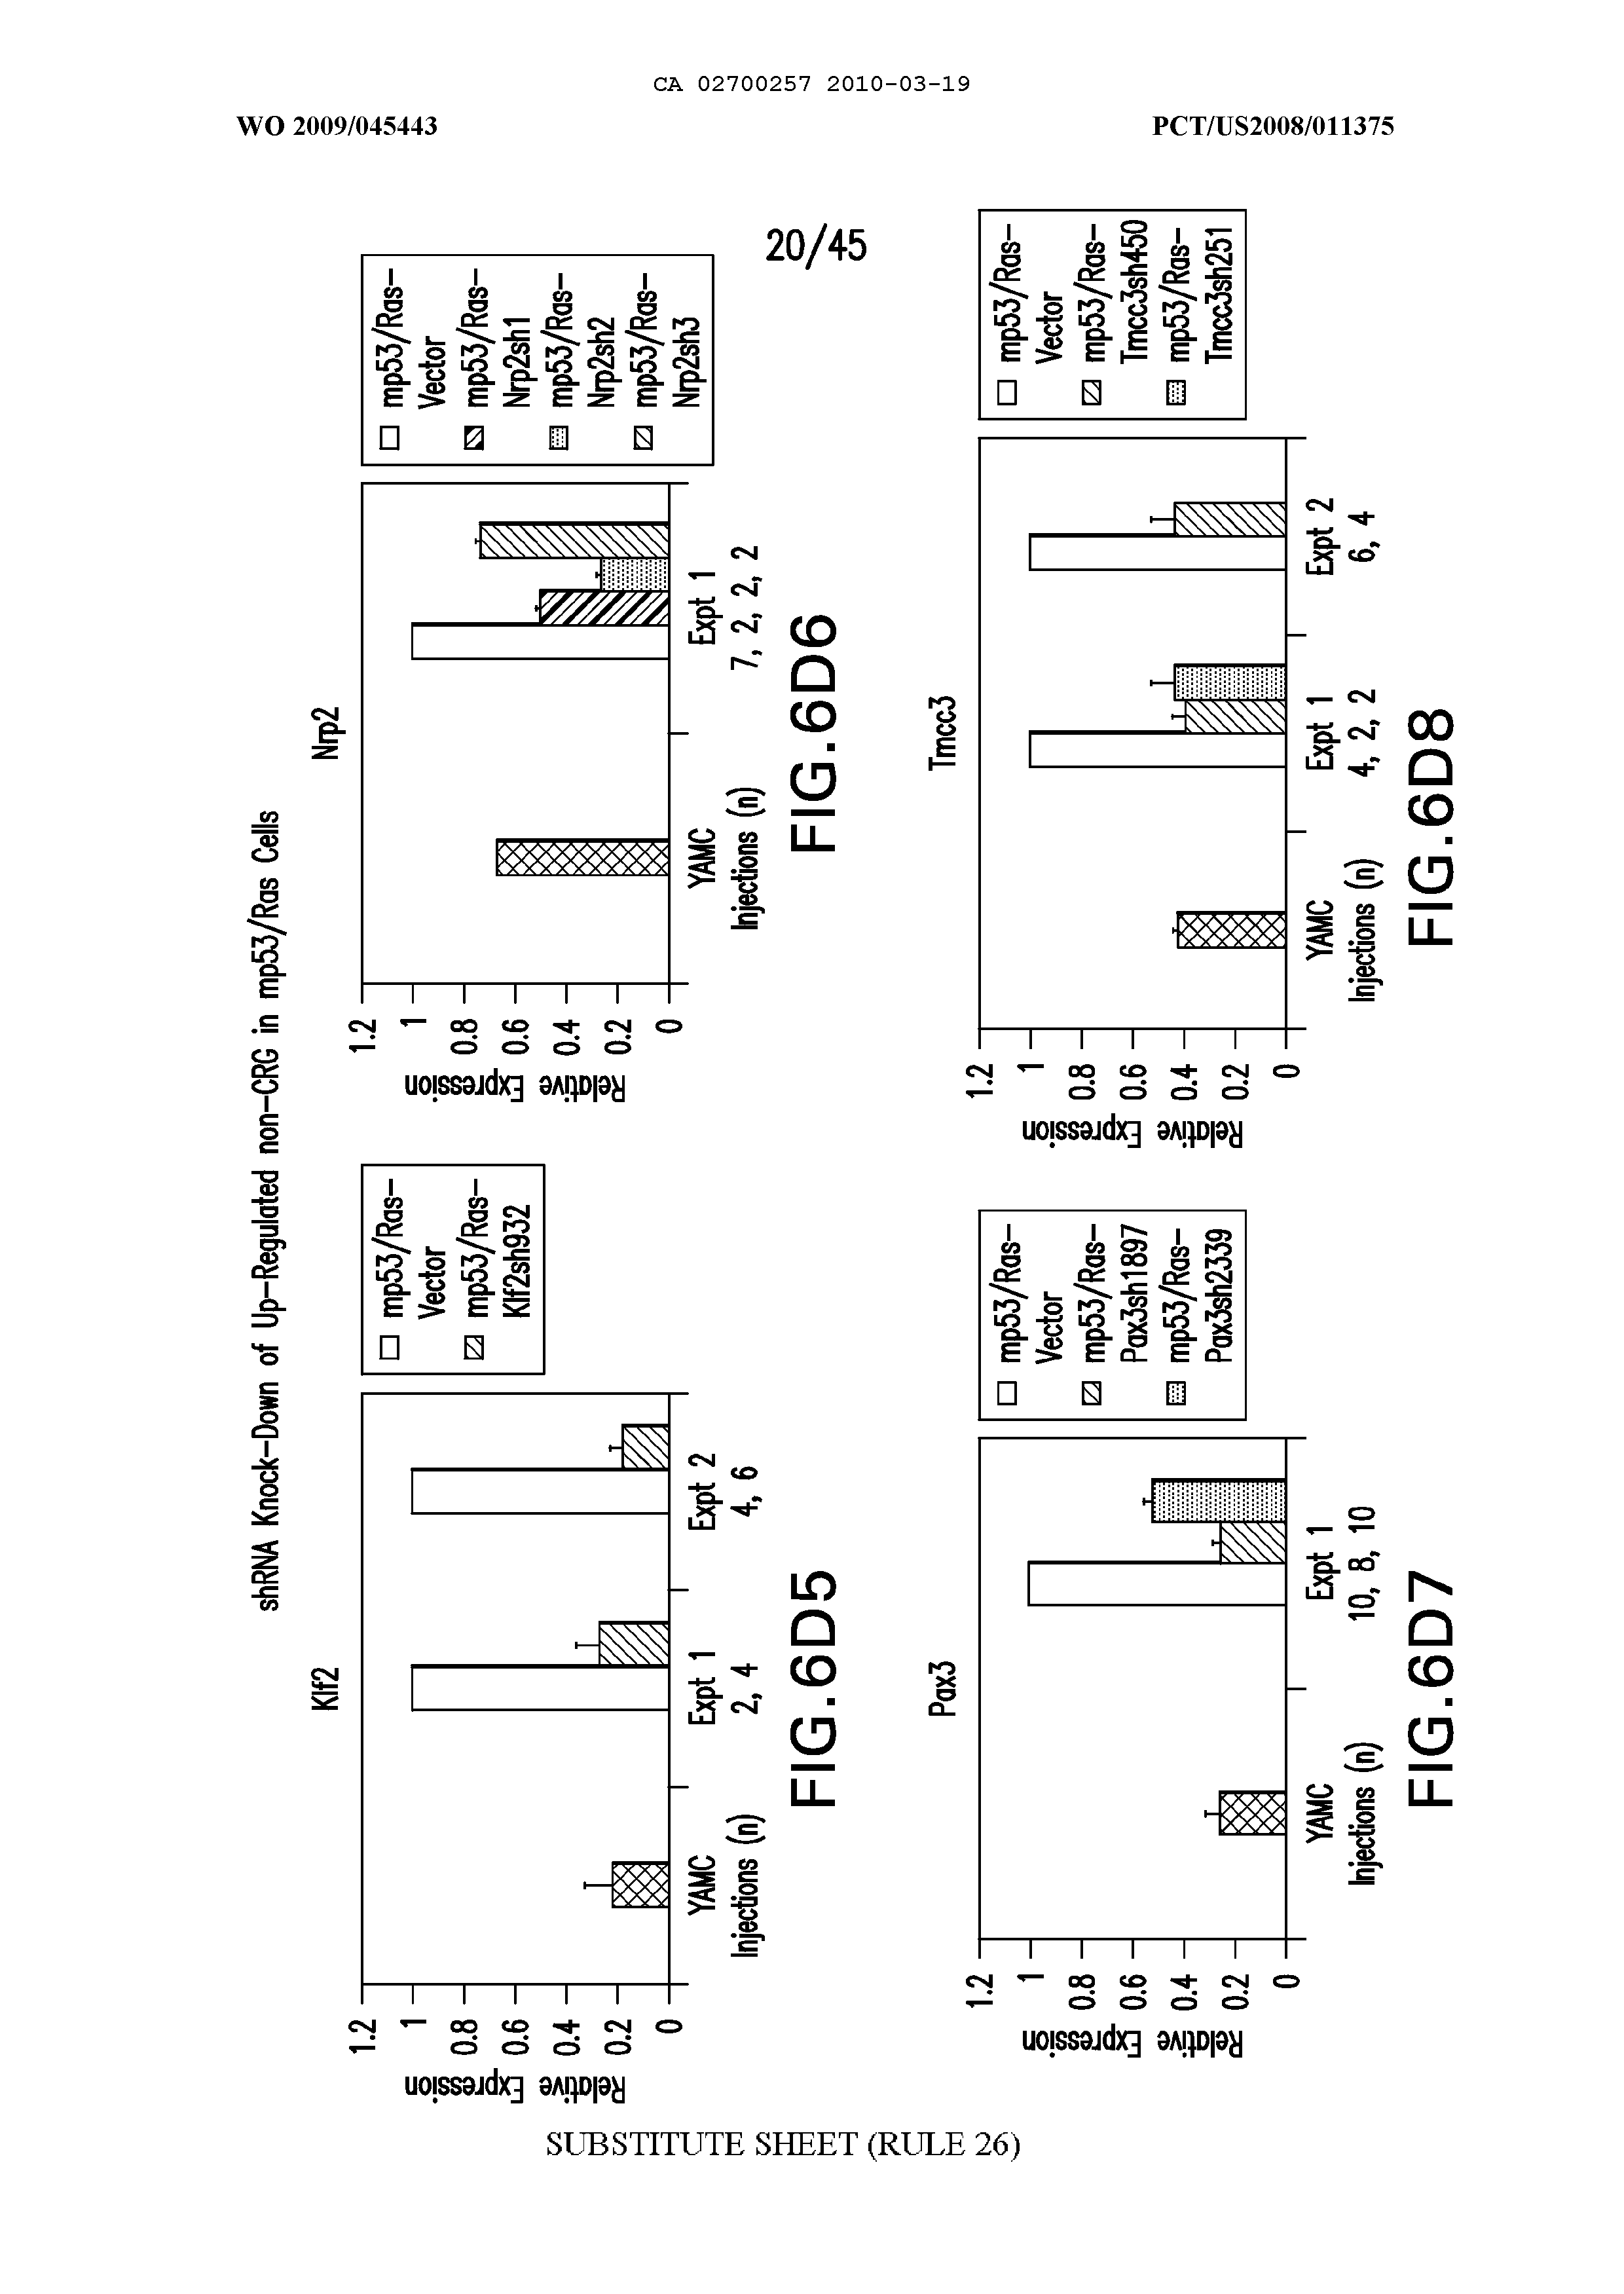 CA 02700257 2010-03-19
WO 2009/045443
PCT/US2008/011375
20/45
shRNA Knock-Down of Up-Regulated non-CRG in mp53/Ras Cells
Klf2
Relative Expression
1.2
1
0.8
0.6
0.4
0.2
0
YAMC
Expt 1
Expt 2
Injections (n)
2, 4
4, 6
mp53/Ras-
Vector
mp53/Ras-
Klf2sh932
FIG.6D5
Nrp2
Relative Expression
1.2
1
0.8
0.6
0.4
0.2
0
YAMC
Expt 1
Injections (n)
7, 2, 2, 2
mp53/Ras-
Vector
mp53/Ras-
Nrp2sh1
mp53/Ras-
Nrp2sh2
mp53/Ras-
Nrp2sh3
FIG.6D6
Pax3
Relative Expression
1.2
1
0.8
0.6
0.4
0.2
0
YAMC
Expt 1
Injections (n)
10, 8, 10
mp53/Ras-
Vector
mp53/Ras-
Pax3sh1897
mp53/Ras-
Pax3sh2339
FIG.6D7
Tmcc3
Relative Expression
1.2
1
0.8
0.6
0.4
0.2
0
YAMC
Expt 1
Expt 2
Injections (n)
4, 2, 2
6, 4
mp53/Ras-
Vector
mp53/Ras-
Tmcc3sh450
mp53/Ras-
Tmcc3sh251
FIG.6D8
SUBSTITUTE SHEET (RULE 26)